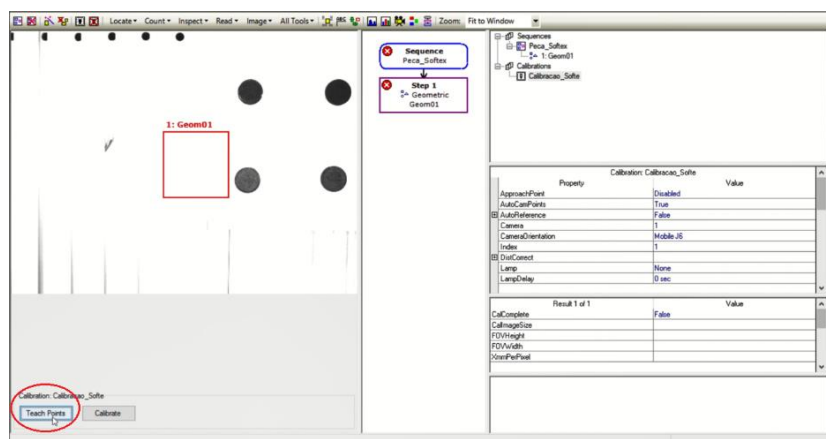 Locate Count Inspect Read Image All Tools Zoom: Fit to Window
1: Geom01
Calibration: Calibracao_Softe
Teach Points Calibrate
Sequence
Peca_Softex
Step 1
Geometric
Geom01
Sequences
Peca_Softex
1: Geom01
Calibrations
Calibracao_Softe
Calibration: Calibracao_Softe
Property Value
ApproachPoint Disabled
AutoCamPoints True
AutoReference False
Camera 1
CameraOrientation Mobile J6
Index 1
DistCorrect
Lamp None
LampDelay 0 sec
Result 1 of 1 Value
CalComplete False
CalImageSize
FOVHeight
FOVWidth
XmmPerPixel